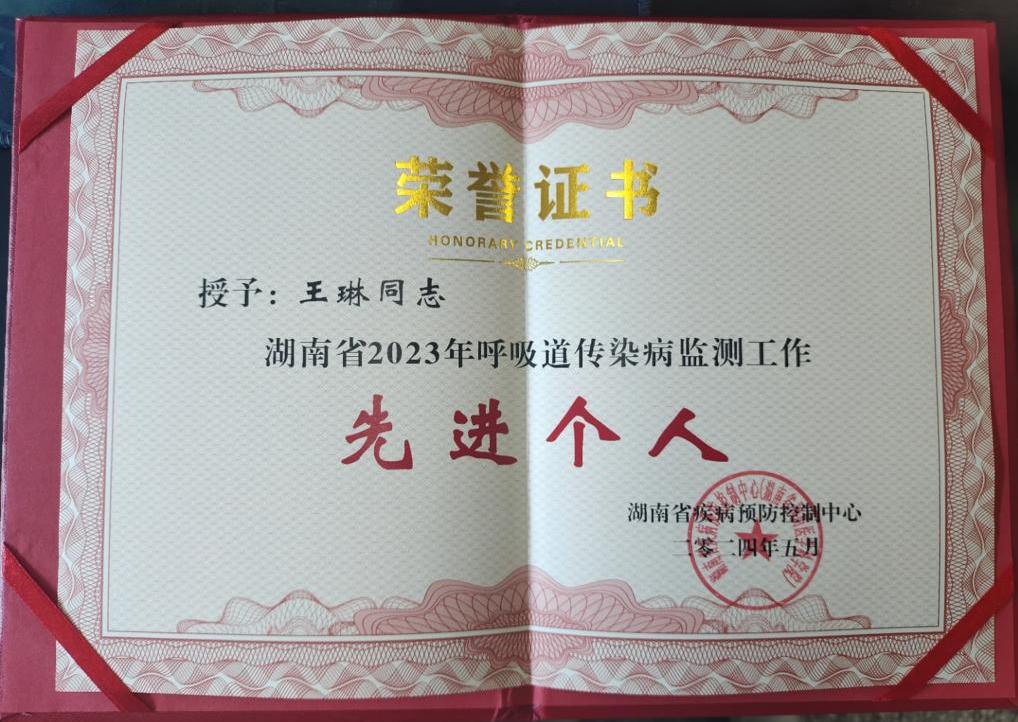 荣誉证书
HONORARY CREDENTIAL
授予：王琳同志
湖南省2023年呼吸道传染病监测工作
先进个人
湖南省疾病预防控制中心
二零二四年五月